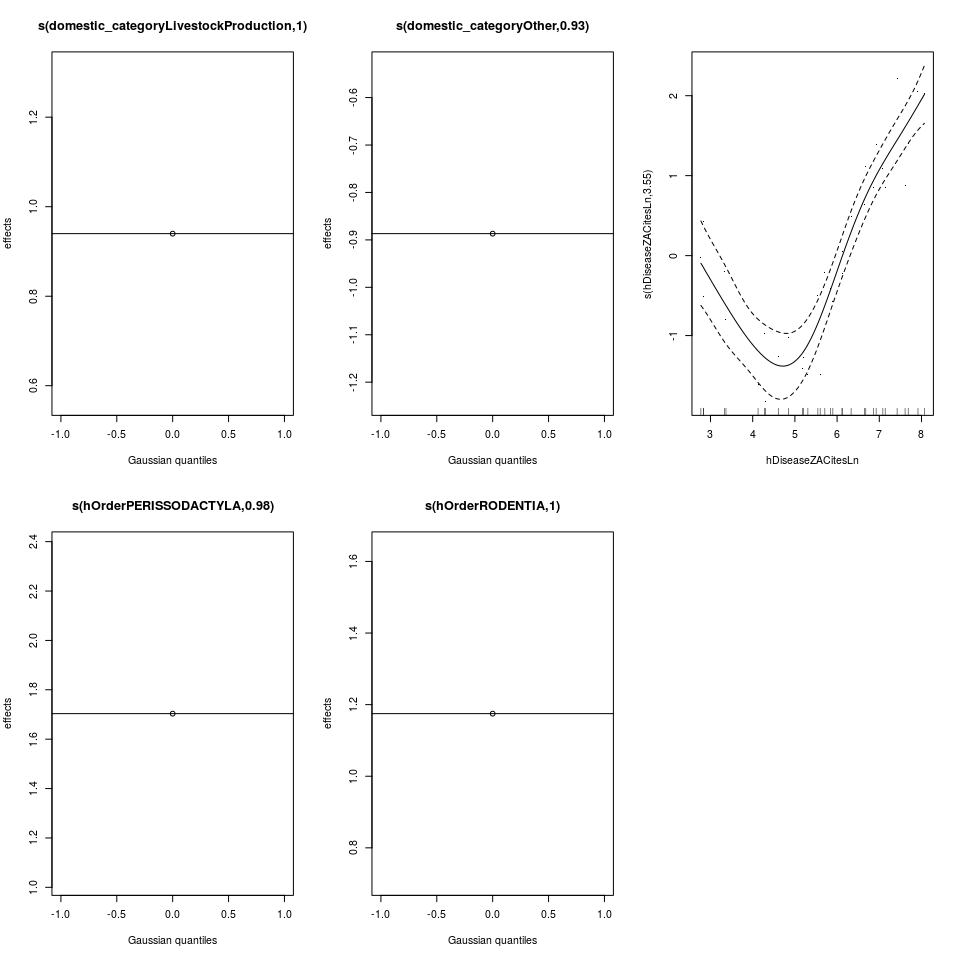 s(domestic_categoryLivestockProduction,1)
effects
1.2
1.0
0.8
0.6
-1.0 -0.5 0.0 0.5 1.0
Gaussian quantiles
s(domestic_categoryOther,0.93)
effects
-0.6
-0.7
-0.8
-0.9
-1.0
-1.1
-1.2
-1.0 -0.5 0.0 0.5 1.0
Gaussian quantiles
s(hDiseaseZACitesLn,3.55)
2
1
0
-1
3 4 5 6 7 8
hDiseaseZACitesLn
s(hOrderPERISSODACTYLA,0.98)
effects
2.4
2.2
2.0
1.8
1.6
1.4
1.2
1.0
-1.0 -0.5 0.0 0.5 1.0
Gaussian quantiles
s(hOrderRODENTIA,1)
effects
1.6
1.4
1.2
1.0
0.8
-1.0 -0.5 0.0 0.5 1.0
Gaussian quantiles